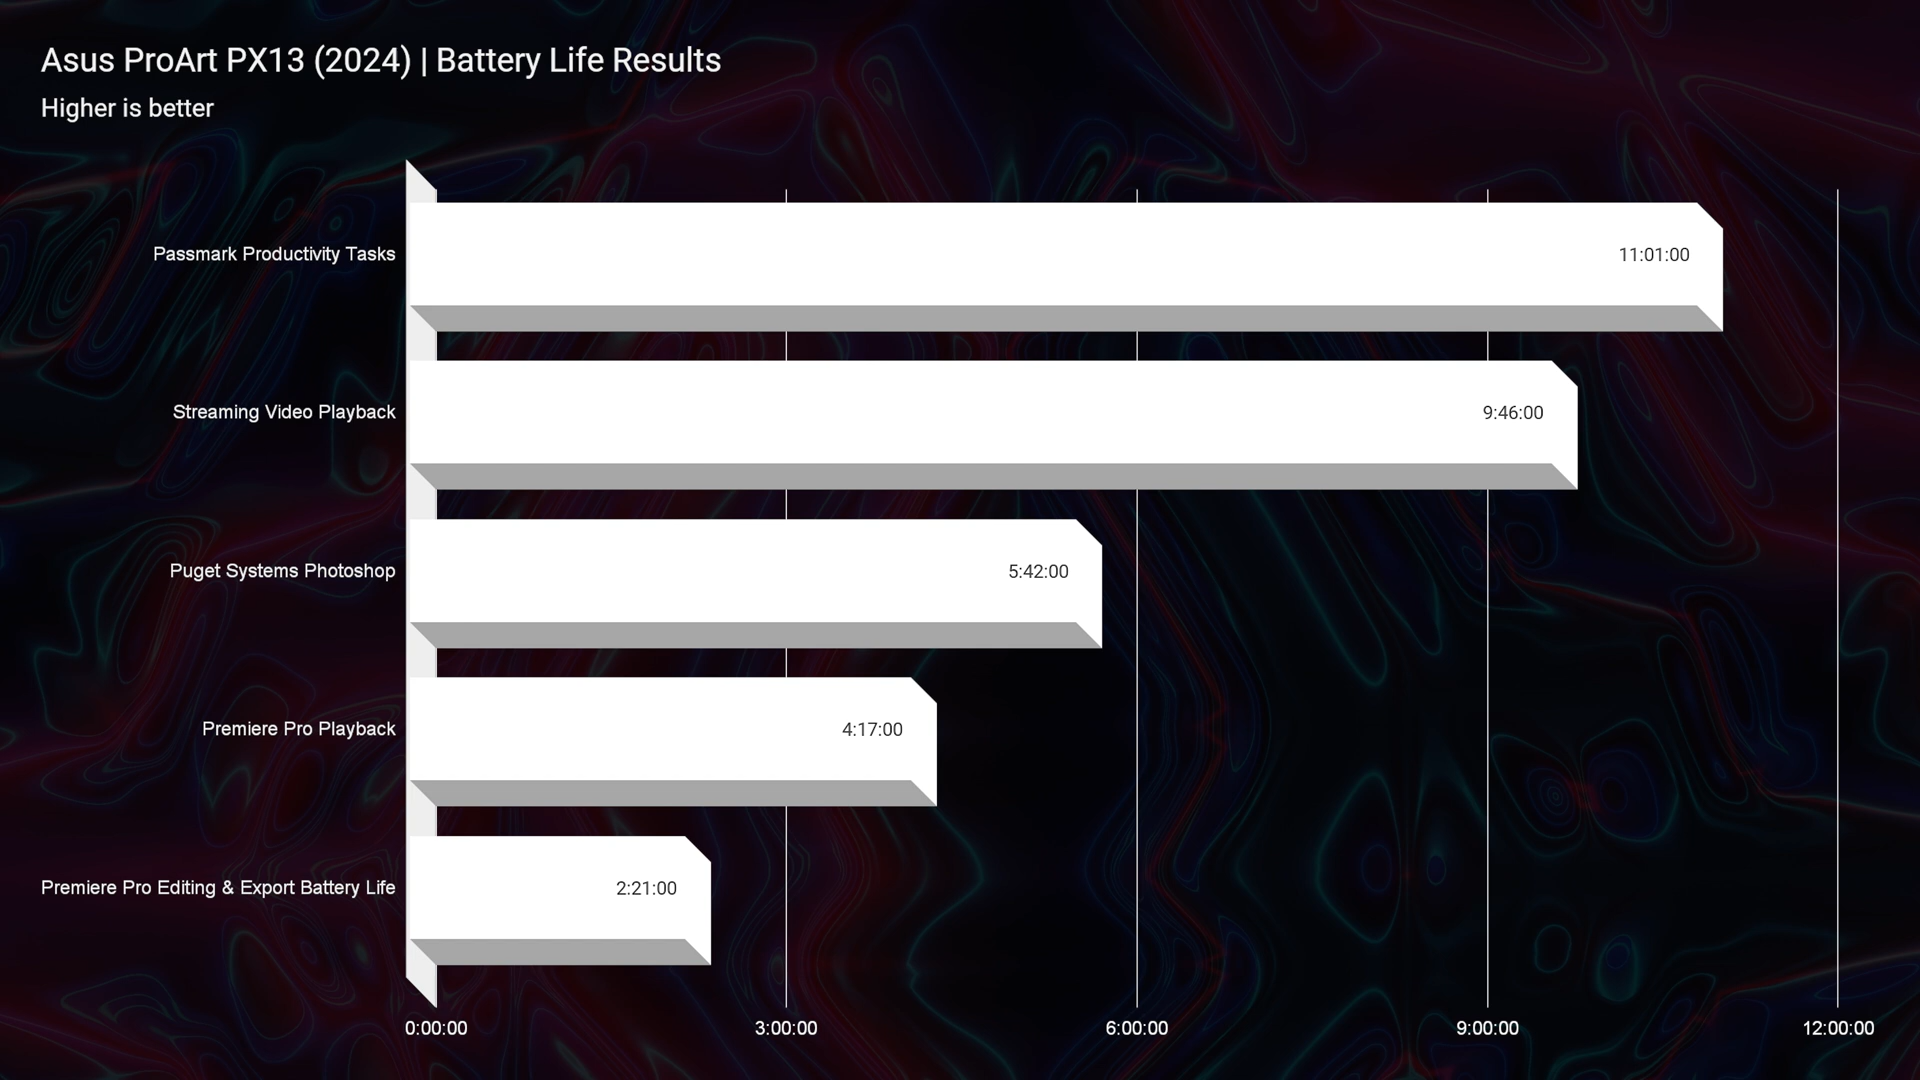 Asus ProArt PX13 (2024) | Battery Life Results
Higher is better
Passmark Productivity Tasks
11:01:00
Streaming Video Playback
9:46:00
Puget Systems Photoshop
5:42:00
Premiere Pro Playback
4:17:00
Premiere Pro Editing & Export Battery Life
2:21:00
0:00:00
3:00:00
6:00:00
9:00:00
12:00:00